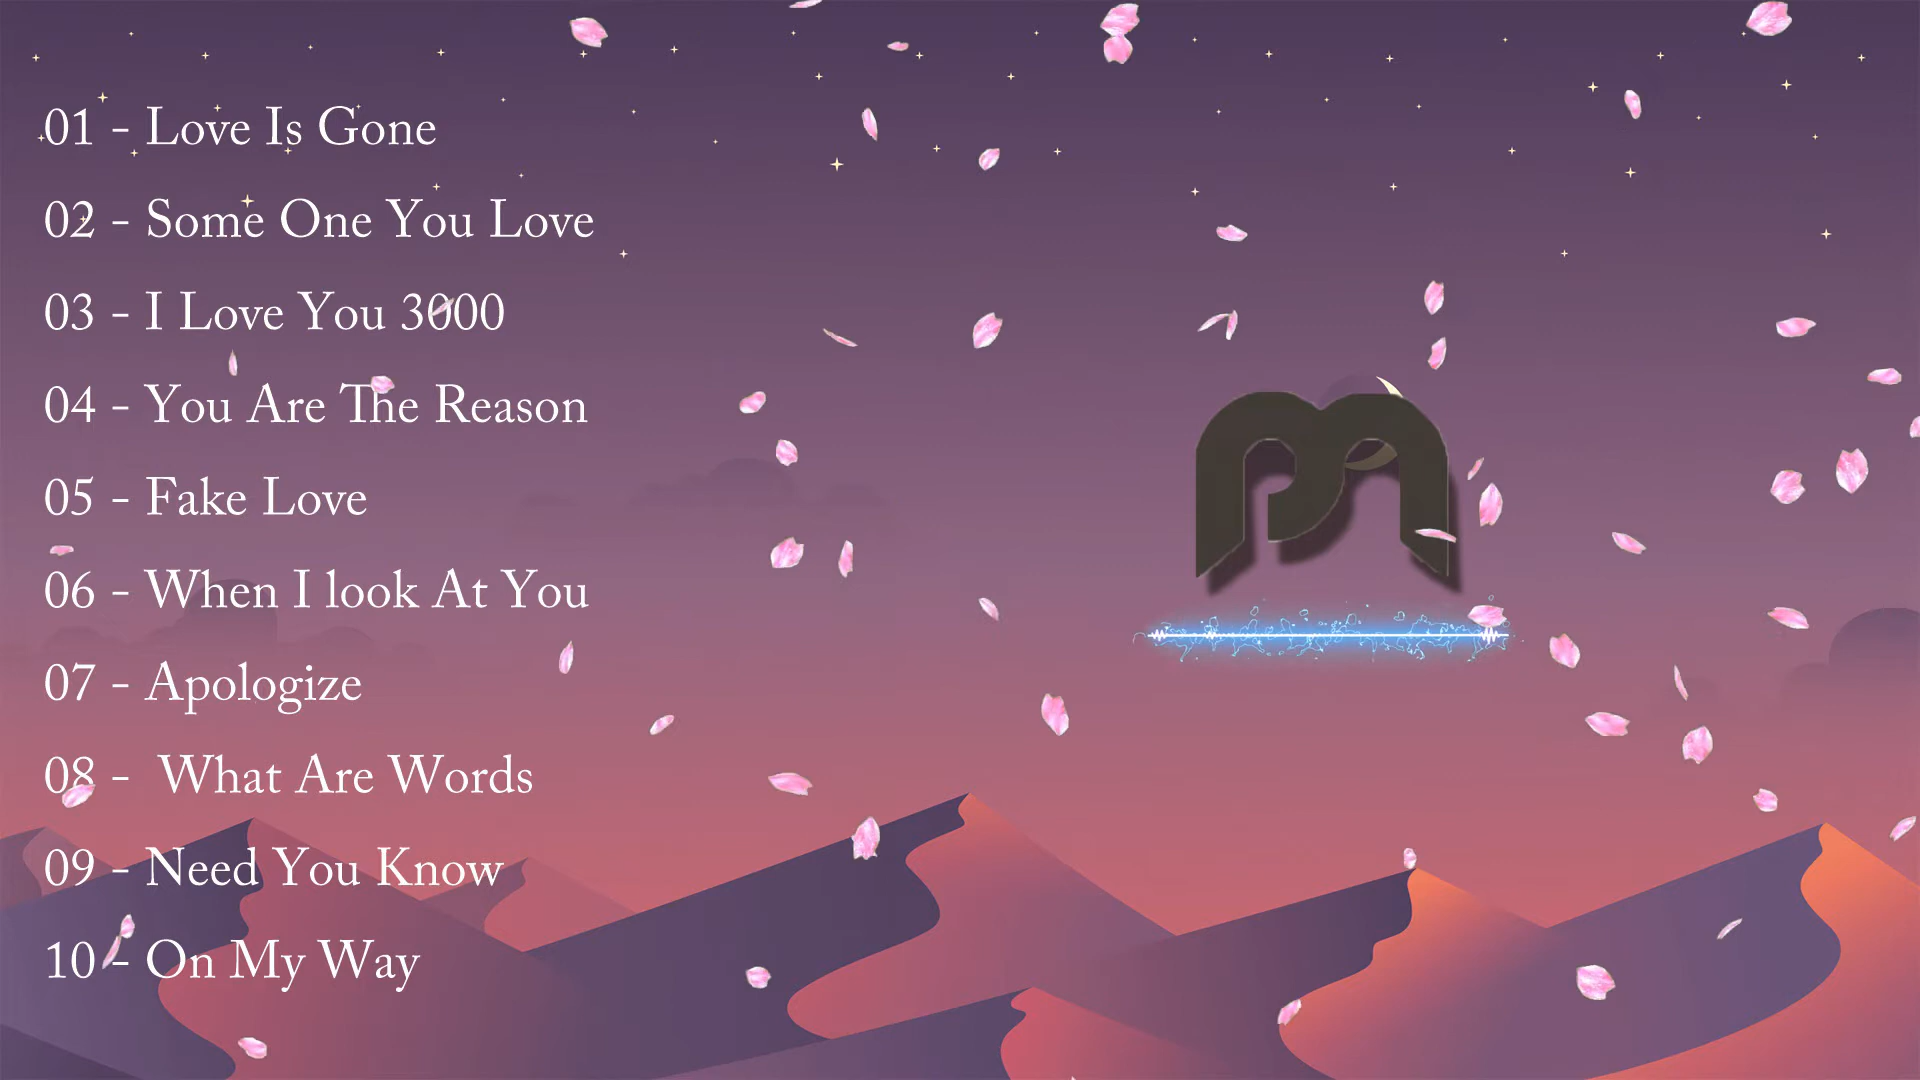 01 - Love Is Gone
02 - Some One You Love
03 - I Love You 3000
04 - You Are The Reason
05 - Fake Love
06 - When I look At You
07 - Apologize
08 -  What Are Words
09 - Need You Know
10 - On My Way